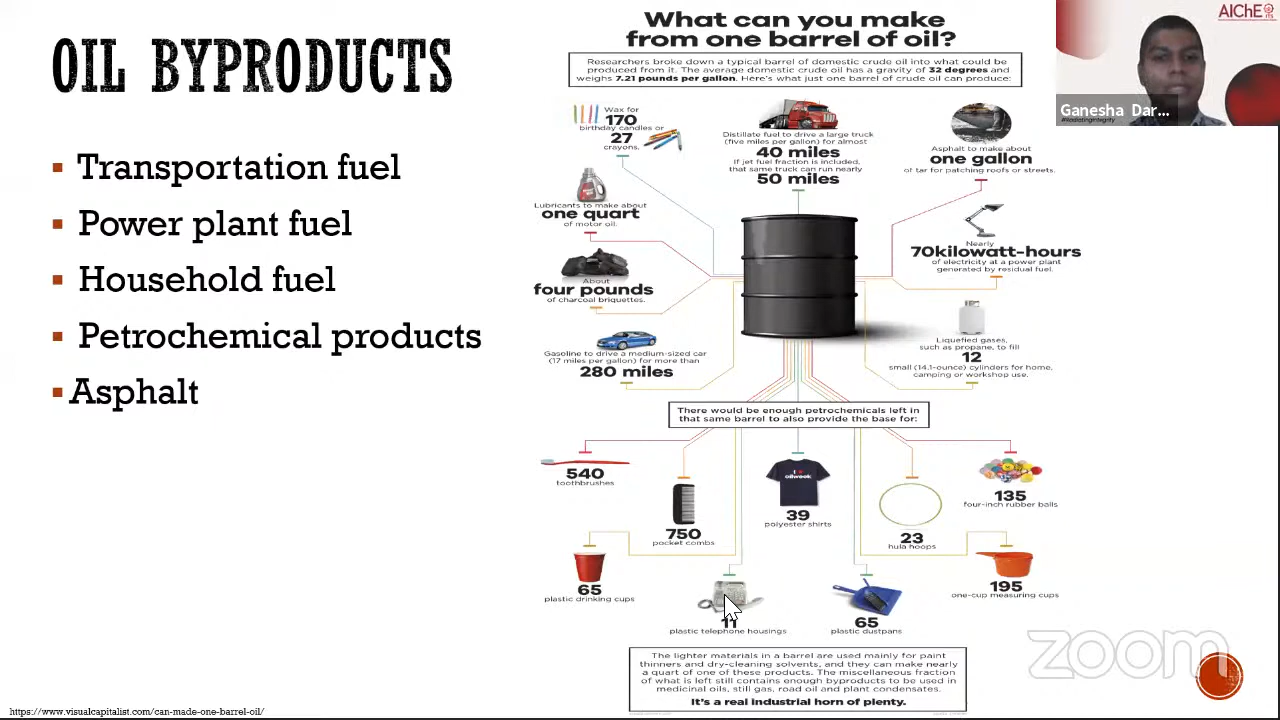 OIL BYPRODUCTS
Transportation fuel
Power plant fuel
Household fuel
Petrochemical products
Asphalt
https://www.visualcapitalist.com/can-made-one-barrel-oil/
What can you make
from one barrel of oil?
Researchers broke down a typical barrel of domestic crude oil into what could be
produced from it. The average domestic crude oil has a gravity of 32 degrees and
weighs 7.21 pounds per gallon. Here's what just one barrel of crude oil can produce:
Wax for
170
birthday candles or
27
crayons.
Distillate fuel to drive a large truck
(five miles per gallon) for almost
40 miles
If jet fuel fraction is included,
that same truck can run nearly
50 miles
Asphalt to make about
one gallon
of tar for patching roofs or streets.
Lubricants to make about
one quart
of motor oil.
Nearly
70kilowatt-hours
of electricity at a power plant
generated by residual fuel.
About
four pounds
of charcoal briquettes.
Gasoline to drive a medium-sized car
(17 miles per gallon) for more than
280 miles
Liquefied gases,
such as propane, to fill
12
small (14.1-ounce) cylinders for home,
camping or workshop use.
There would be enough petrochemicals left in
that same barrel to also provide the base for:
540
toothbrushes
750
pocket combs
oilweek
39
polyester shirts
23
hula hoops
135
four-inch rubber balls
65
plastic drinking cups
11
plastic telephone housings
65
plastic dustpans
195
one-cup measuring cups
The lighter materials in a barrel are used mainly for paint
thinners and dry-cleaning solvents, and they can make nearly
a quart of one of these products. The miscellaneous fraction
of what is left still contains enough byproducts to be used in
medicinal oils, still gas, road oil and plant condensates.
It's a real industrial horn of plenty.
AIChE
ITS
Ganesha Dar...
zoom